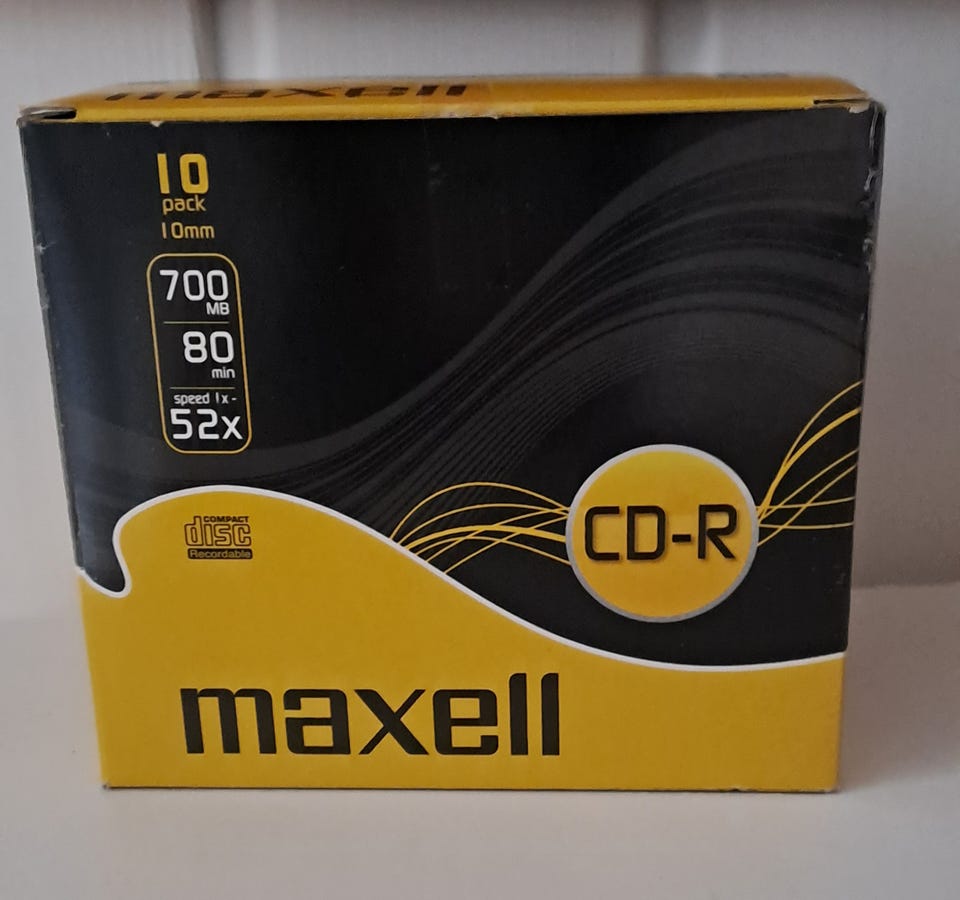 maxell
10
pack
10mm
700
MB
80
min
speed 1x-
52x
COMPACT
disc
Recordable
CD-R
maxell